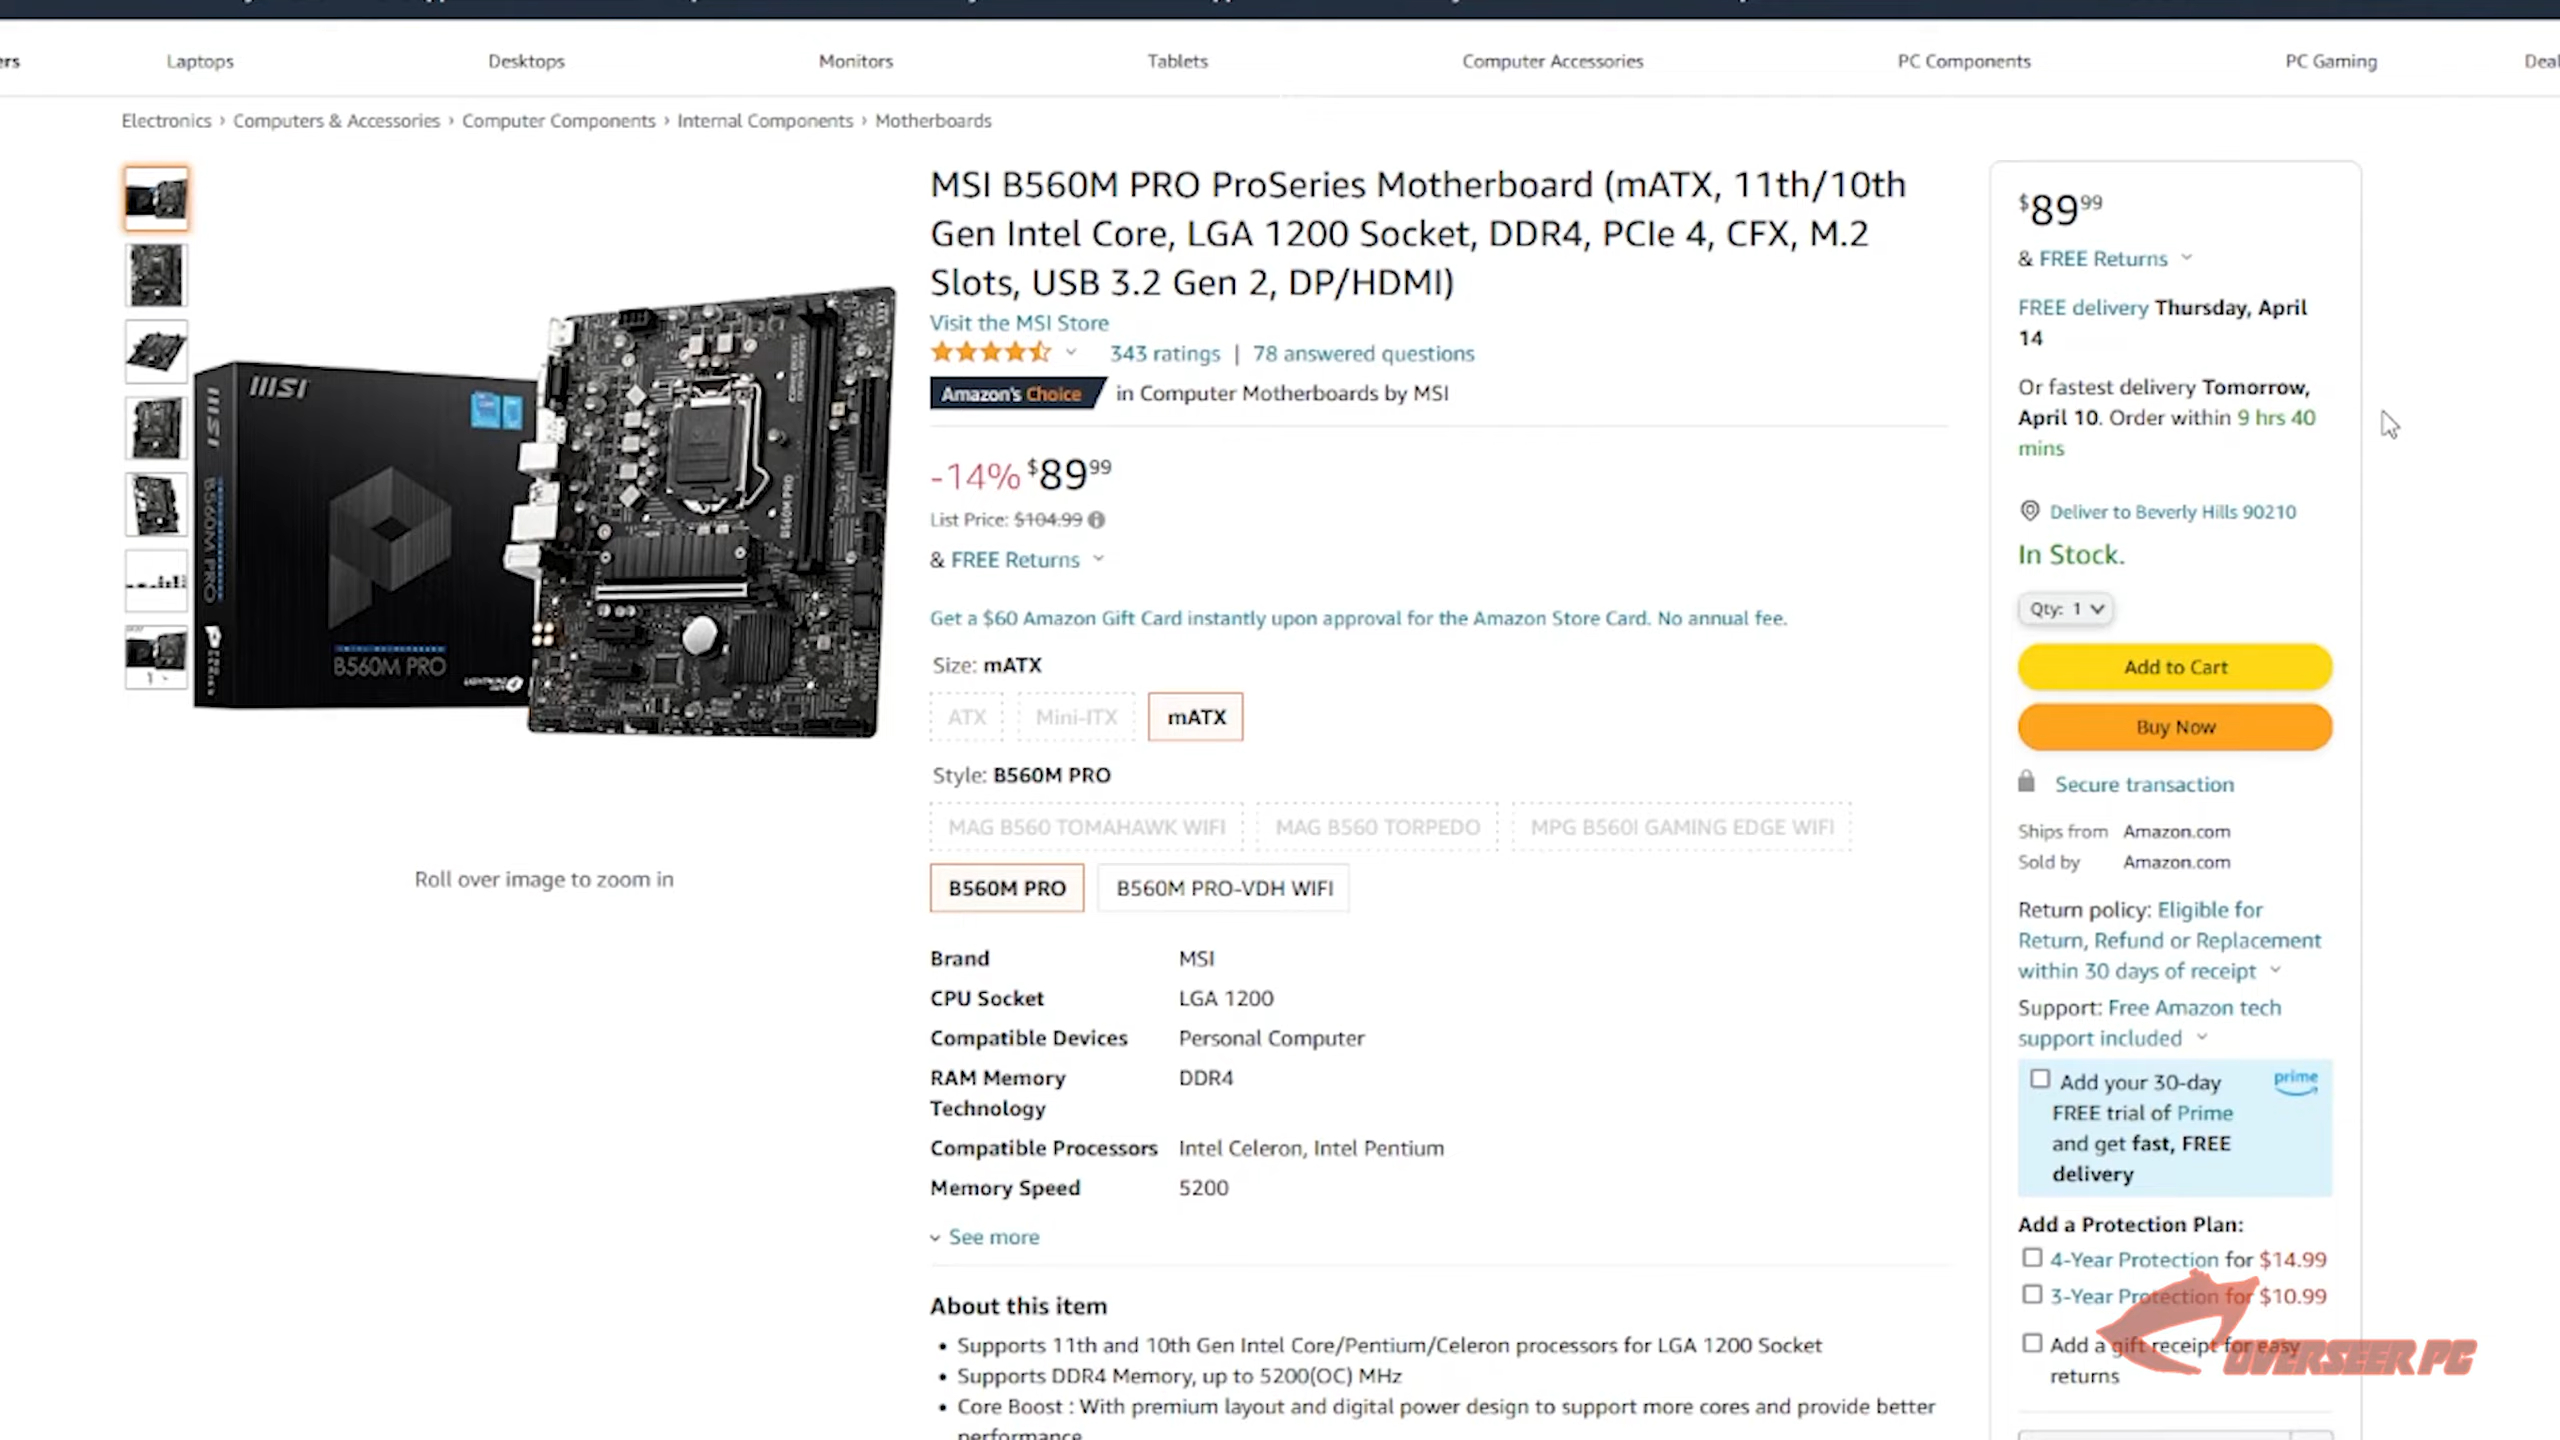 ers
Laptops
Desktops
Monitors
Tablets
Computer Accessories
PC Components
PC Gaming
Deal
Electronics › Computers & Accessories › Computer Components › Internal Components › Motherboards
MSI
MSI
B560M PRO
B560M PRO
B560M PRO
Roll over image to zoom in
MSI B560M PRO ProSeries Motherboard (mATX, 11th/10th
Gen Intel Core, LGA 1200 Socket, DDR4, PCIe 4, CFX, M.2
Slots, USB 3.2 Gen 2, DP/HDMI)
Visit the MSI Store
343 ratings | 78 answered questions
Amazon's Choice in Computer Motherboards by MSI
-14% $89 99
List Price: $104.99
& FREE Returns
Get a $60 Amazon Gift Card instantly upon approval for the Amazon Store Card. No annual fee.
Size: mATX
ATX
Mini-ITX
mATX
Style: B560M PRO
MAG B560 TOMAHAWK WIFI
MAG B560 TORPEDO
MPG B560I GAMING EDGE WIFI
B560M PRO
B560M PRO-VDH WIFI
Brand MSI
CPU Socket LGA 1200
Compatible Devices Personal Computer
RAM Memory DDR4
Technology
Compatible Processors Intel Celeron, Intel Pentium
Memory Speed 5200
See more
About this item
• Supports 11th and 10th Gen Intel Core/Pentium/Celeron processors for LGA 1200 Socket
• Supports DDR4 Memory, up to 5200(OC) MHz
• Core Boost : With premium layout and digital power design to support more cores and provide better
performance
$89 99
& FREE Returns
FREE delivery Thursday, April
14
Or fastest delivery Tomorrow,
April 10. Order within 9 hrs 40
mins
Deliver to Beverly Hills 90210
In Stock.
Qty: 1
Add to Cart
Buy Now
Secure transaction
Ships from Amazon.com
Sold by Amazon.com
Return policy: Eligible for
Return, Refund or Replacement
within 30 days of receipt
Support: Free Amazon tech
support included
Add your 30-day
FREE trial of Prime
and get fast, FREE
delivery
prime
Add a Protection Plan:
4-Year Protection for $14.99
3-Year Protection for $10.99
Add a gift receipt for easy
returns
OVERSEER PC